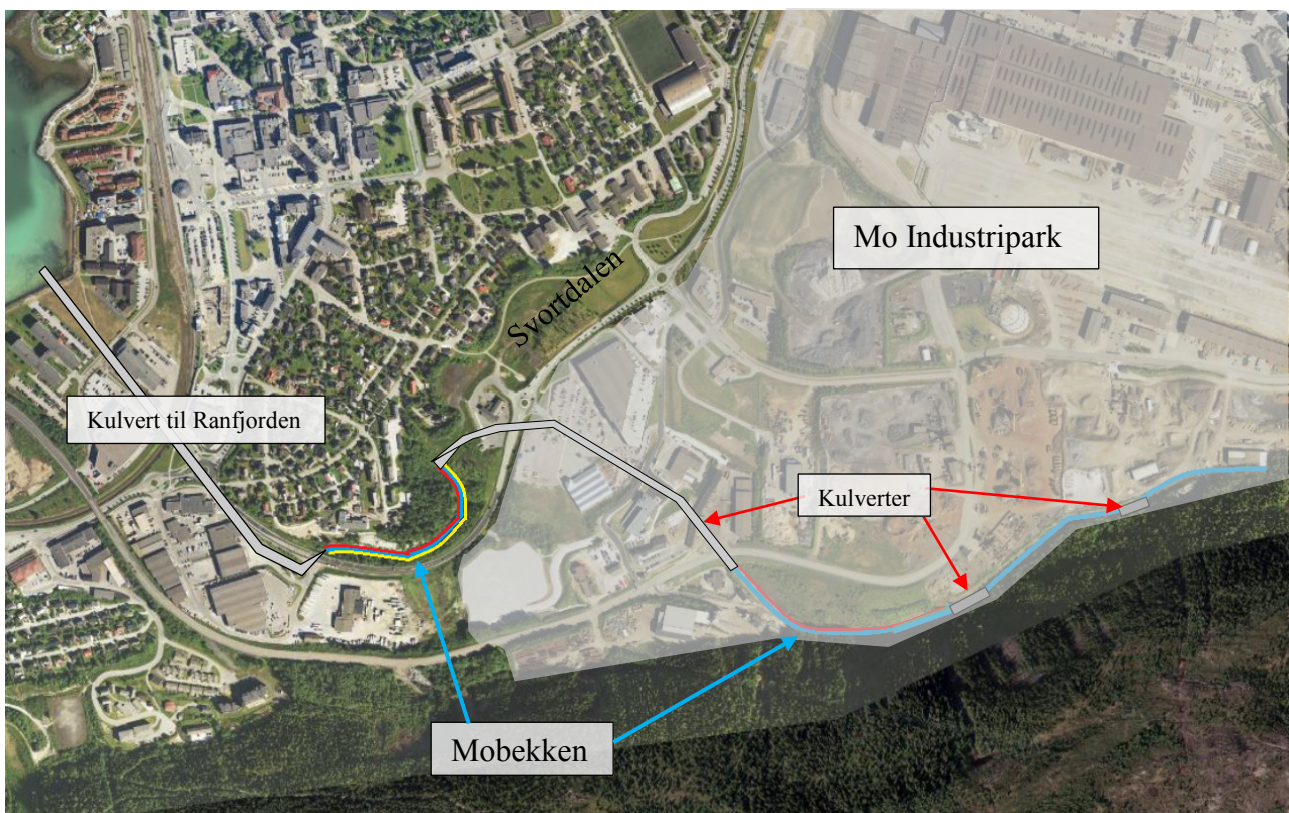 Mo Industripark
Svortdalen
Kulvert til Ranfjorden
Kulverter
Mobekken